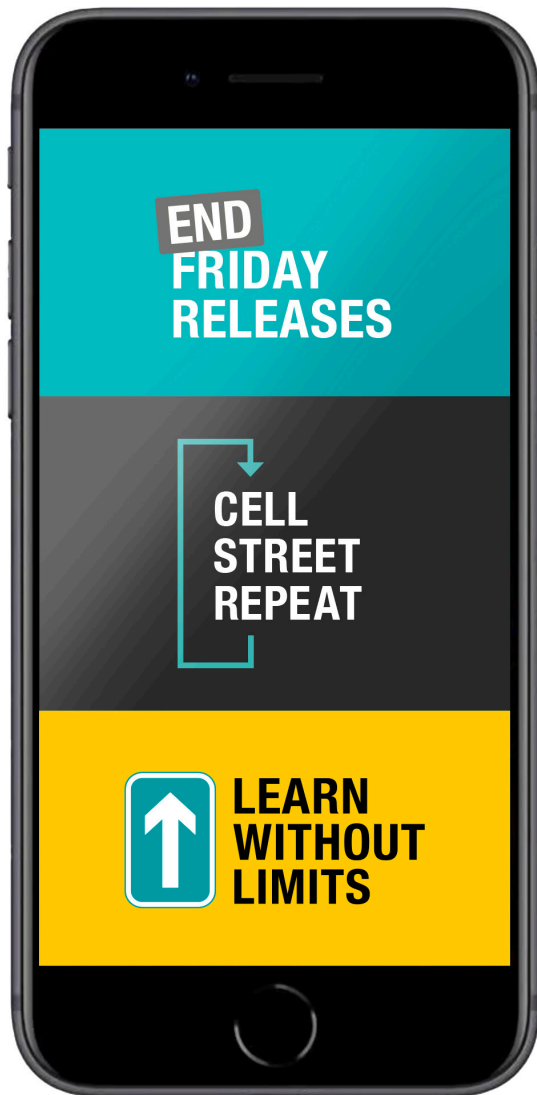 END
FRIDAY
RELEASES
CELL
STREET
REPEAT
LEARN
WITHOUT
LIMITS